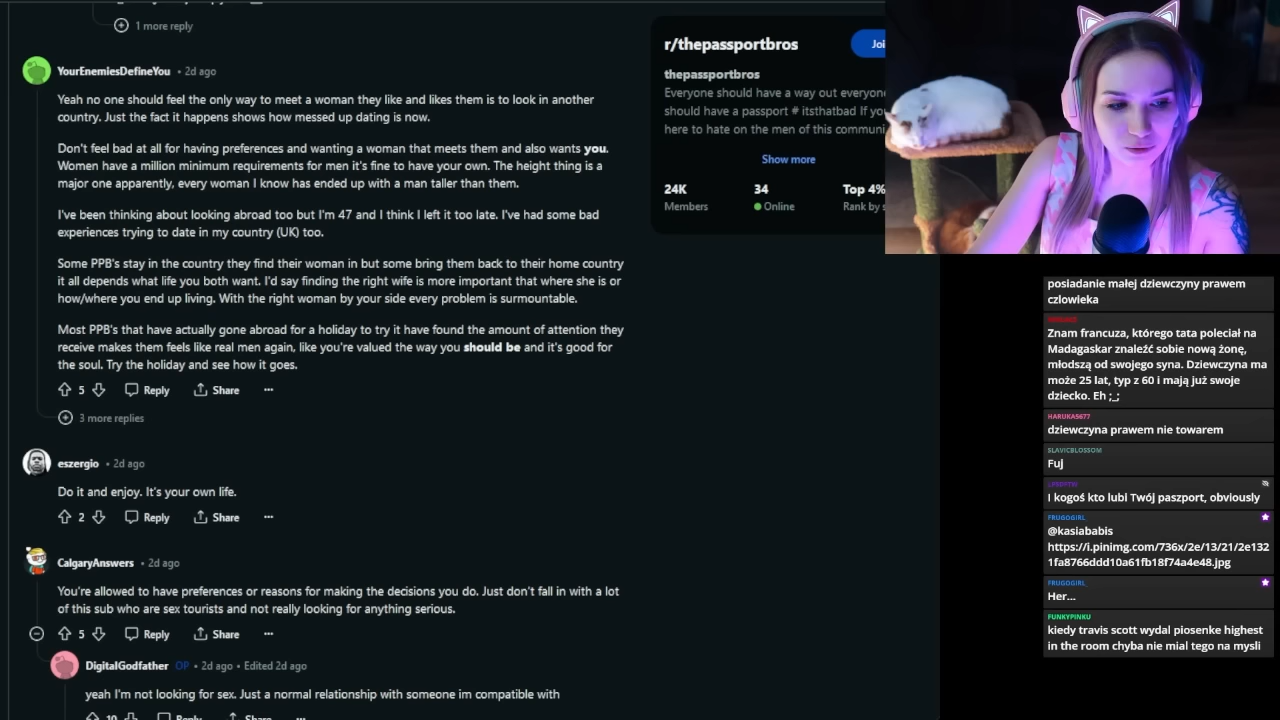 1 more reply
YourEnemiesDefineYou • 2d ago
Yeah no one should feel the only way to meet a woman they like and likes them is to look in another
country. Just the fact it happens shows how messed up dating is now.
Don't feel bad at all for having preferences and wanting a woman that meets them and also wants you.
Women have a million minimum requirements for men it's fine to have your own. The height thing is a
major one apparently, every woman I know has ended up with a man taller than them.
I've been thinking about looking abroad too but I'm 47 and I think I left it too late. I've had some bad
experiences trying to date in my country (UK) too.
Some PPB's stay in the country they find their woman in but some bring them back to their home country
it all depends what life you both want. I'd say finding the right wife is more important that where she is or
how/where you end up living. With the right woman by your side every problem is surmountable.
Most PPB's that have actually gone abroad for a holiday to try it have found the amount of attention they
receive makes them feels like real men again, like you're valued the way you should be and it's good for
the soul. Try the holiday and see how it goes.
5 Reply Share ···
3 more replies
eszergio • 2d ago
Do it and enjoy. It's your own life.
2 Reply Share ···
CalgaryAnswers • 2d ago
You're allowed to have preferences or reasons for making the decisions you do. Just don't fall in with a lot
of this sub who are sex tourists and not really looking for anything serious.
5 Reply Share ···
DigitalGodfather OP • 2d ago • Edited 2d ago
yeah I'm not looking for sex. Just a normal relationship with someone im compatible with
10 Reply Share ···
r/thepassportbros
Joi
thepassportbros
Everyone should have a way out everyone
should have a passport # itsthatbad If you
here to hate on the men of this communi
Show more
24K 34 Top 4%
Members Online Rank by s
posiadanie małej dziewczyny prawem
czlowieka
Znam francuza, którego tata poleciał na
Madagaskar znaleźć sobie nową żonę,
młodszą od swojego syna. Dziewczyna ma
może 25 lat, typ z 60 i mają już swoje
dziecko. Eh ;_;
HARUKA5677
dziewczyna prawem nie towarem
SLAVICBLOSSOM
Fuj
I kogoś kto lubi Twój paszport, obviously
FRUGOGIRL
@kasiababis
https://i.pinimg.com/736x/2e/13/21/2e132
1fa8766ddd10a61fb18f74a4e48.jpg
FRUGOGIRL
Her...
FUNKYPINKU
kiedy travis scott wydal piosenke highest
in the room chyba nie mial tego na mysli